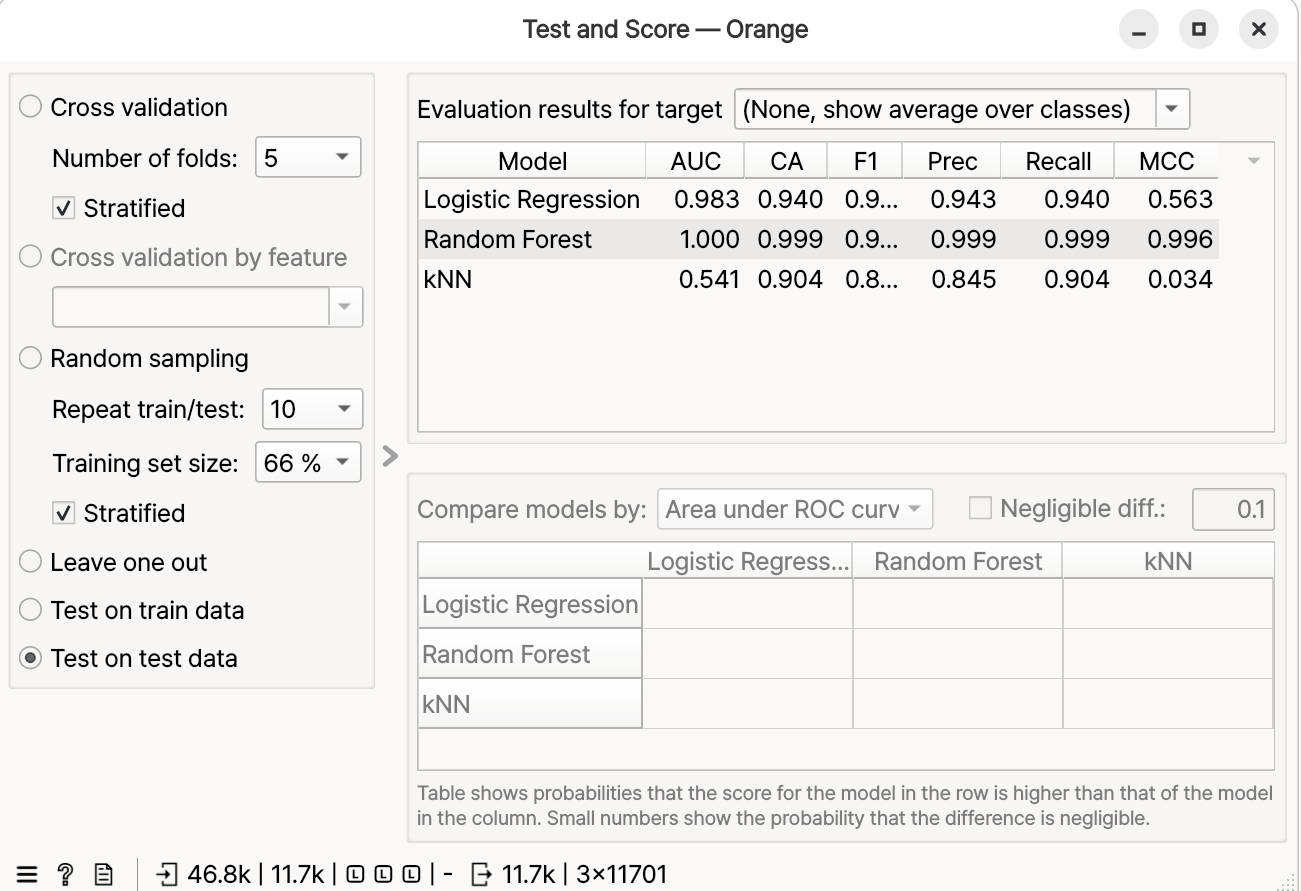 Test and Score — Orange
Cross validation
Number of folds: 5
Stratified
Cross validation by feature
Random sampling
Repeat train/test: 10
Training set size: 66 %
Stratified
Leave one out
Test on train data
Test on test data
Evaluation results for target (None, show average over classes)
Model AUC CA F1 Prec Recall MCC
Logistic Regression 0.983 0.940 0.9... 0.943 0.940 0.563
Random Forest 1.000 0.999 0.9... 0.999 0.999 0.996
kNN 0.541 0.904 0.8... 0.845 0.904 0.034
Compare models by: Area under ROC curv Negligible diff.: 0.1
Logistic Regress... Random Forest kNN
Logistic Regression
Random Forest
kNN
Table shows probabilities that the score for the model in the row is higher than that of the model
in the column. Small numbers show the probability that the difference is negligible.
46.8k | 11.7k | L L L | - 11.7k | 3×11701